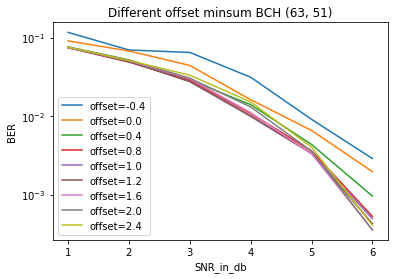 Different offset minsum BCH (63, 51)
10⁻¹
10⁻²
10⁻³
BER
offset=-0.4
offset=0.0
offset=0.4
offset=0.8
offset=1.0
offset=1.2
offset=1.6
offset=2.0
offset=2.4
1 2 3 4 5 6
SNR_in_db